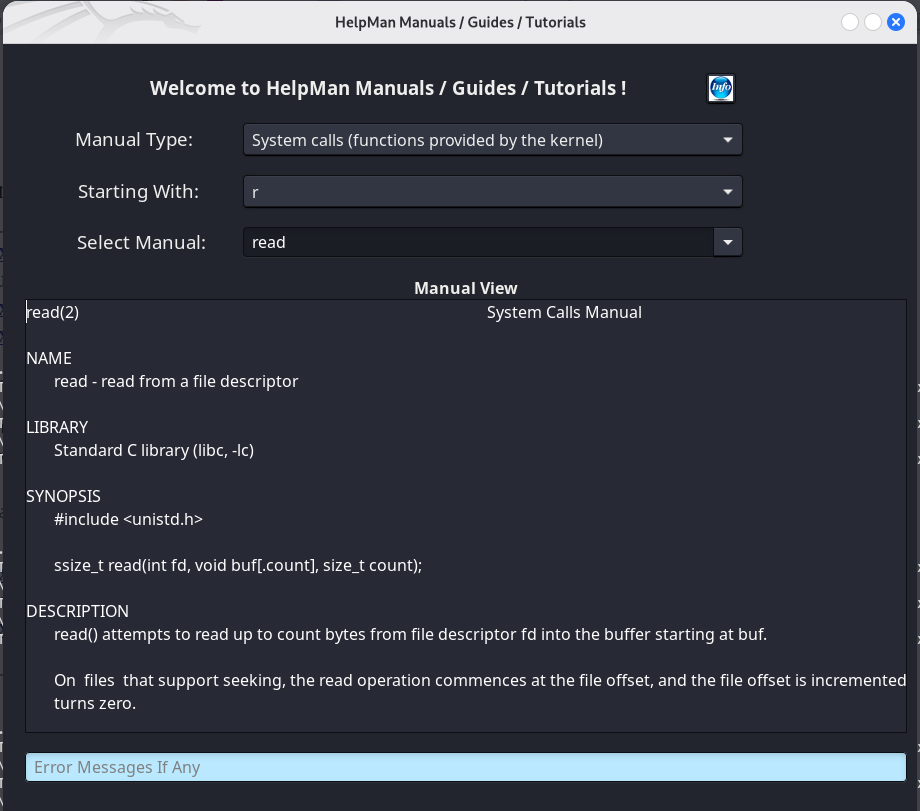 HelpMan Manuals / Guides / Tutorials
Welcome to HelpMan Manuals / Guides / Tutorials !
Info
Manual Type:
System calls (functions provided by the kernel)
Starting With:
r
Select Manual:
read
Manual View
read(2) System Calls Manual
NAME
read - read from a file descriptor
LIBRARY
Standard C library (libc, -lc)
SYNOPSIS
#include <unistd.h>
ssize_t read(int fd, void buf[.count], size_t count);
DESCRIPTION
read() attempts to read up to count bytes from file descriptor fd into the buffer starting at buf.
On files that support seeking, the read operation commences at the file offset, and the file offset is incremented
turns zero.
Error Messages If Any